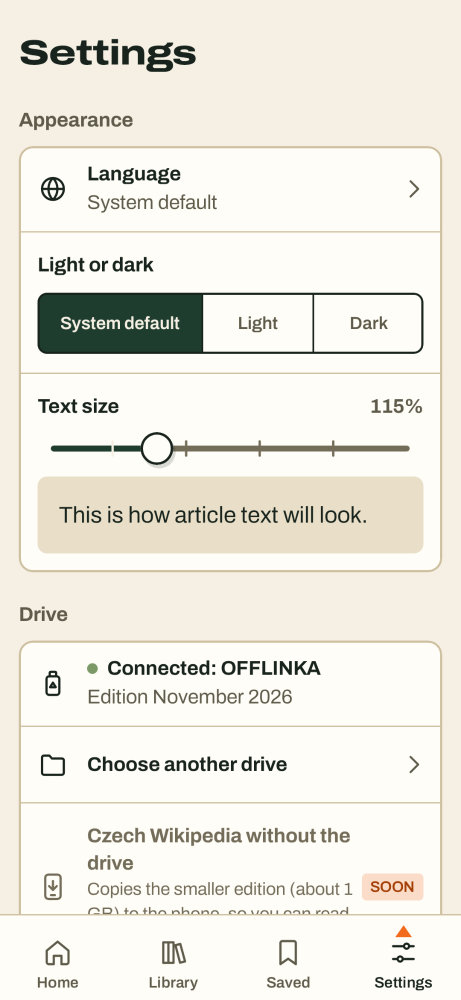 Settings
Appearance
Language
System default
Light or dark
System default
Light
Dark
Text size
115%
This is how article text will look.
Drive
Connected: OFFLINKA
Edition November 2026
Choose another drive
Czech Wikipedia without the
drive
Copies the smaller edition (about 1
GB) to the phone, so you can read
SOON
Home
Library
Saved
Settings